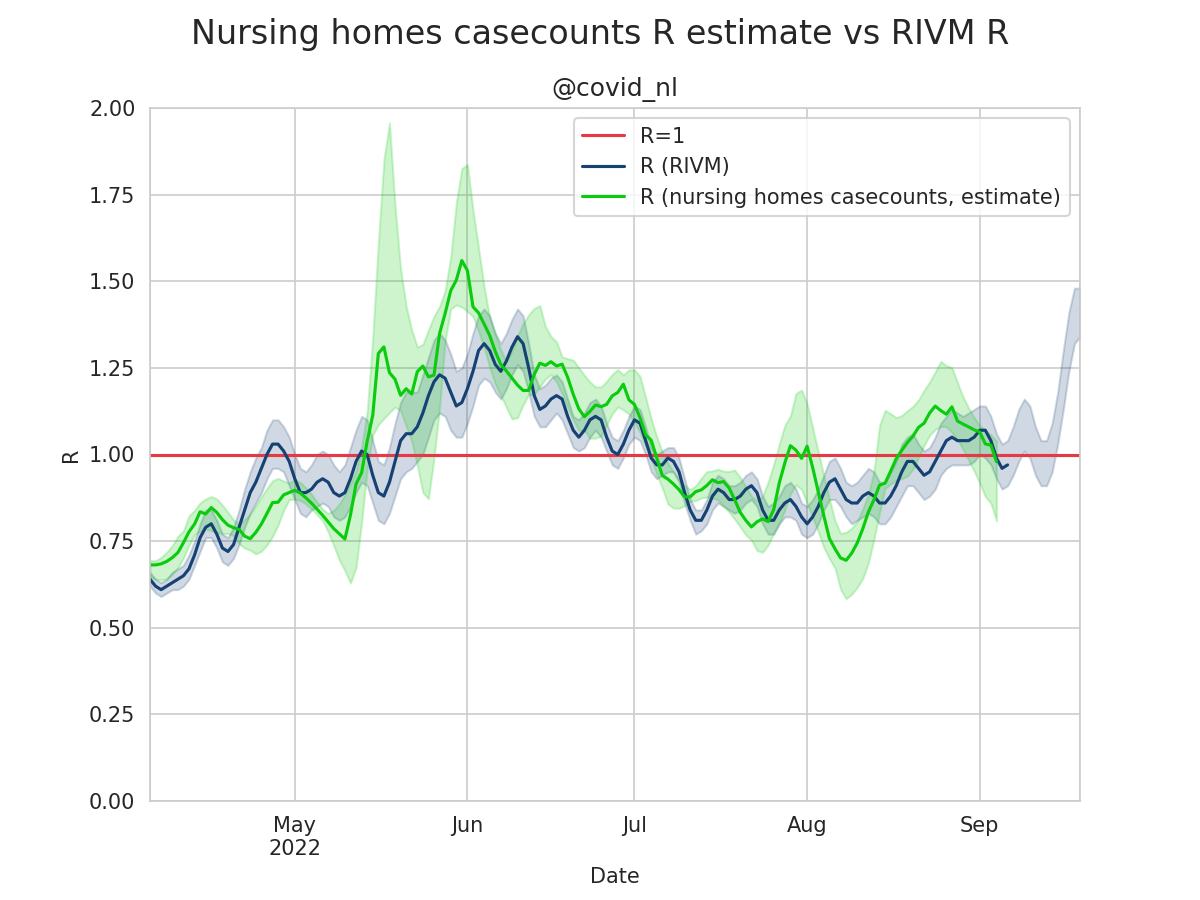 Nursing homes casecounts R estimate vs RIVM R
@covid_nl
R=1
R (RIVM)
R (nursing homes casecounts, estimate)
2.00
1.75
1.50
1.25
1.00
0.75
0.50
0.25
0.00
R
May
2022
Jun
Jul
Aug
Sep
Date